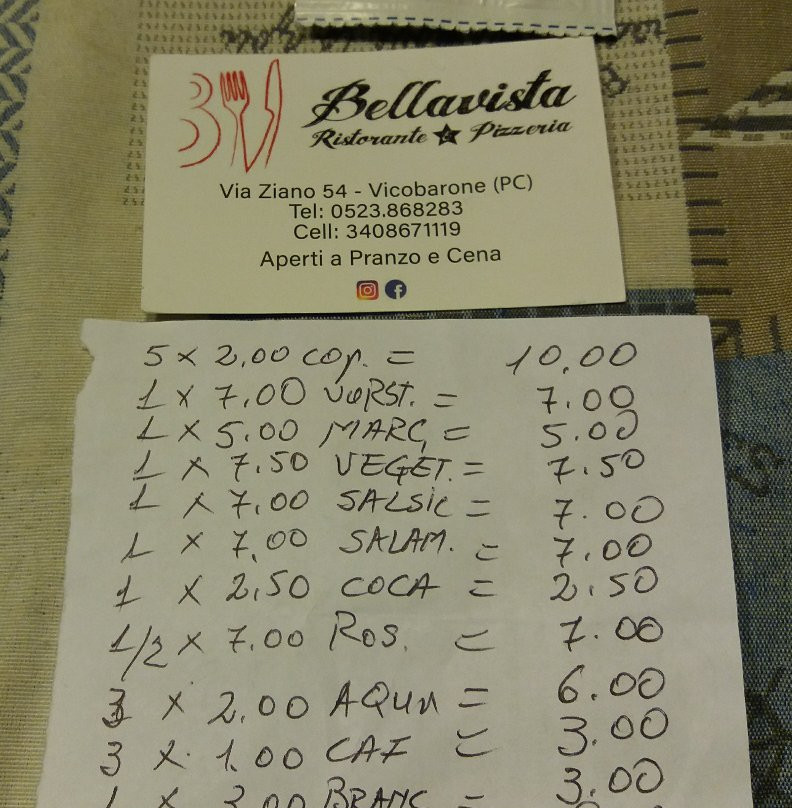 Bellavista
Ristorante & Pizzeria
Via Ziano 54 - Vicobarone (PC)
Tel: 0523.868283
Cell: 3408671119
Aperti a Pranzo e Cena
5 x 2,00 cop. = 10,00
1 x 7.00 WURST. = 7.00
1 x 5.00 MARG = 5.00
1 x 7.50 VEGET. = 7.50
1 x 7,00 SALSIC = 7.00
1 x 7,00 SALAM. = 7.00
1 x 2,50 COCA = 2.50
1/2 x 7.00 ROS. = 7.00
3 x 2,00 AQUA = 6.00
3 x 1.00 CAF = 3.00
1 x 3,00 BRANC = 3.00